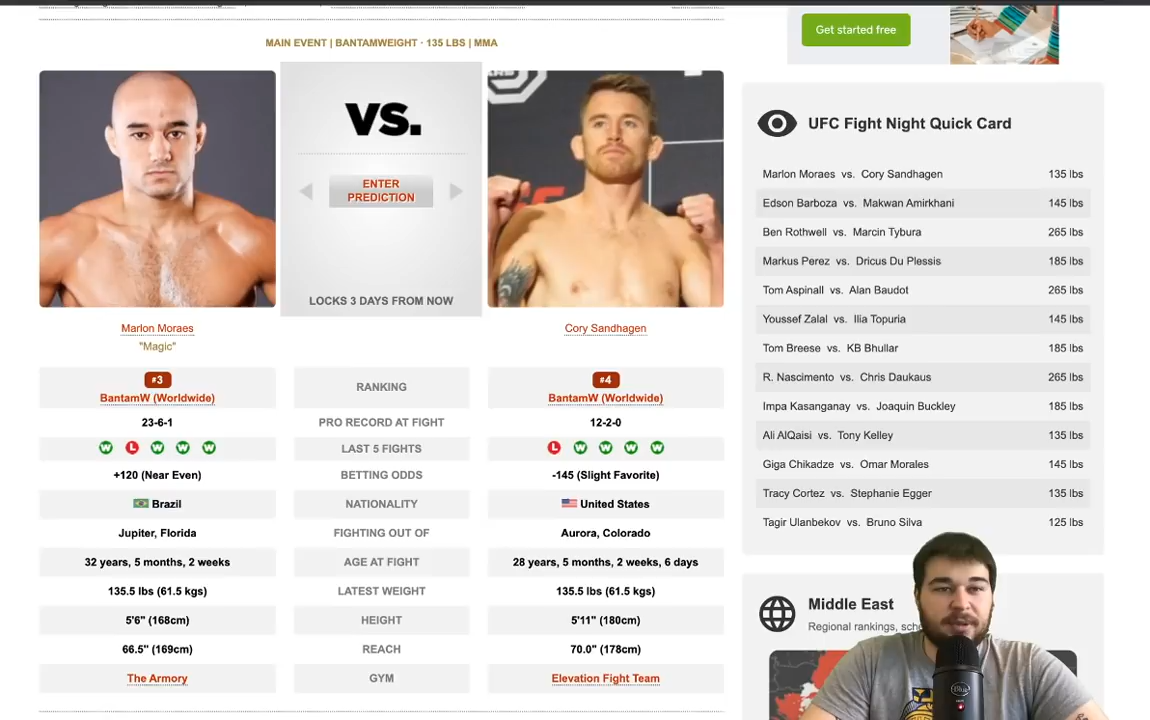 MAIN EVENT | BANTAMWEIGHT · 135 LBS | MMA
VS.
ENTER
PREDICTION
LOCKS 3 DAYS FROM NOW
Marlon Moraes
"Magic"
Cory Sandhagen
#3
BantamW (Worldwide)
RANKING
#4
BantamW (Worldwide)
23-6-1 PRO RECORD AT FIGHT 12-2-0
W L W W W LAST 5 FIGHTS L W W W W
+120 (Near Even) BETTING ODDS -145 (Slight Favorite)
Brazil NATIONALITY United States
Jupiter, Florida FIGHTING OUT OF Aurora, Colorado
32 years, 5 months, 2 weeks AGE AT FIGHT 28 years, 5 months, 2 weeks, 6 days
135.5 lbs (61.5 kgs) LATEST WEIGHT 135.5 lbs (61.5 kgs)
5'6" (168cm) HEIGHT 5'11" (180cm)
66.5" (169cm) REACH 70.0" (178cm)
The Armory GYM Elevation Fight Team
Get started free
UFC Fight Night Quick Card
Marlon Moraes vs. Cory Sandhagen 135 lbs
Edson Barboza vs. Makwan Amirkhani 145 lbs
Ben Rothwell vs. Marcin Tybura 265 lbs
Markus Perez vs. Dricus Du Plessis 185 lbs
Tom Aspinall vs. Alan Baudot 265 lbs
Youssef Zalal vs. Ilia Topuria 145 lbs
Tom Breese vs. KB Bhullar 185 lbs
R. Nascimento vs. Chris Daukaus 265 lbs
Impa Kasanganay vs. Joaquin Buckley 185 lbs
Ali AlQaisi vs. Tony Kelley 135 lbs
Giga Chikadze vs. Omar Morales 145 lbs
Tracy Cortez vs. Stephanie Egger 135 lbs
Tagir Ulanbekov vs. Bruno Silva 125 lbs
Middle East
Regional rankings,
Blue